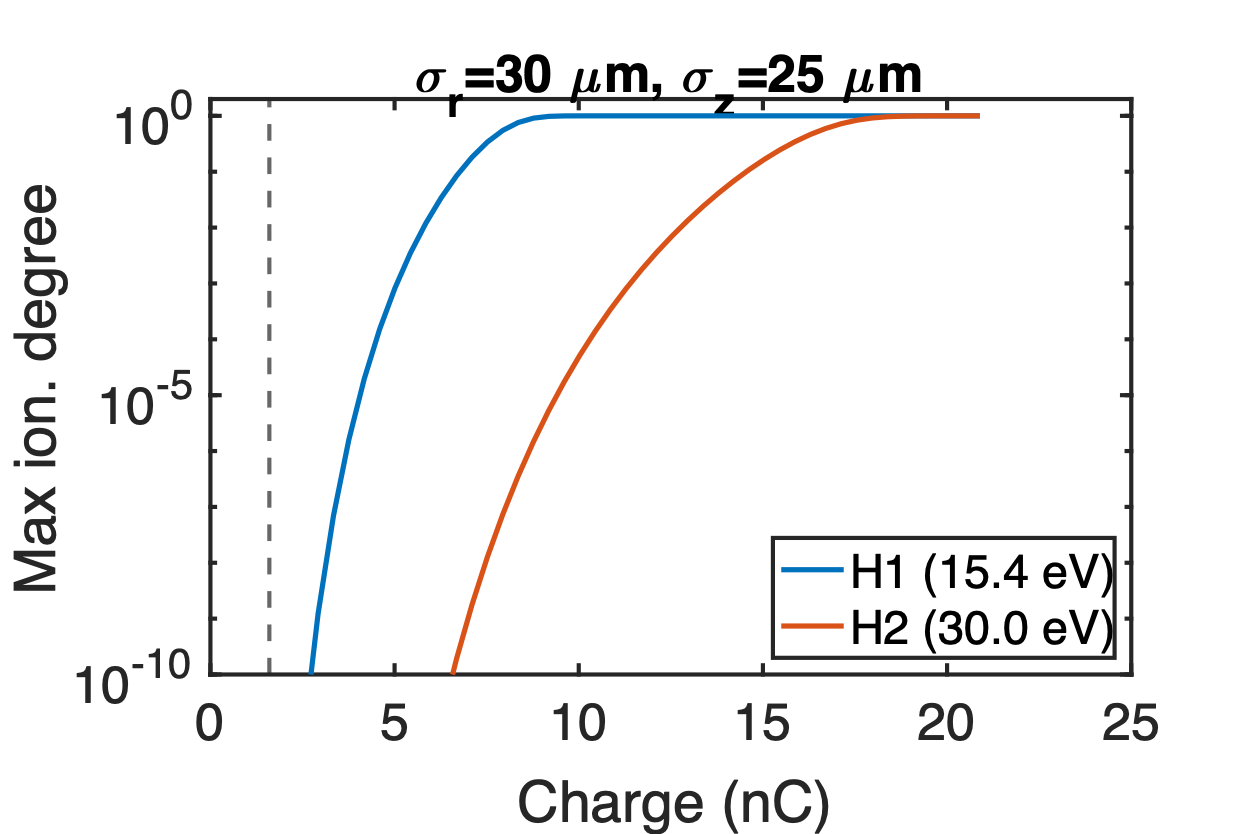 σr=30 μm, σz=25 μm
10^0
10^-5
10^-10
Max ion. degree
H1 (15.4 eV)
H2 (30.0 eV)
0 5 10 15 20 25
Charge (nC)